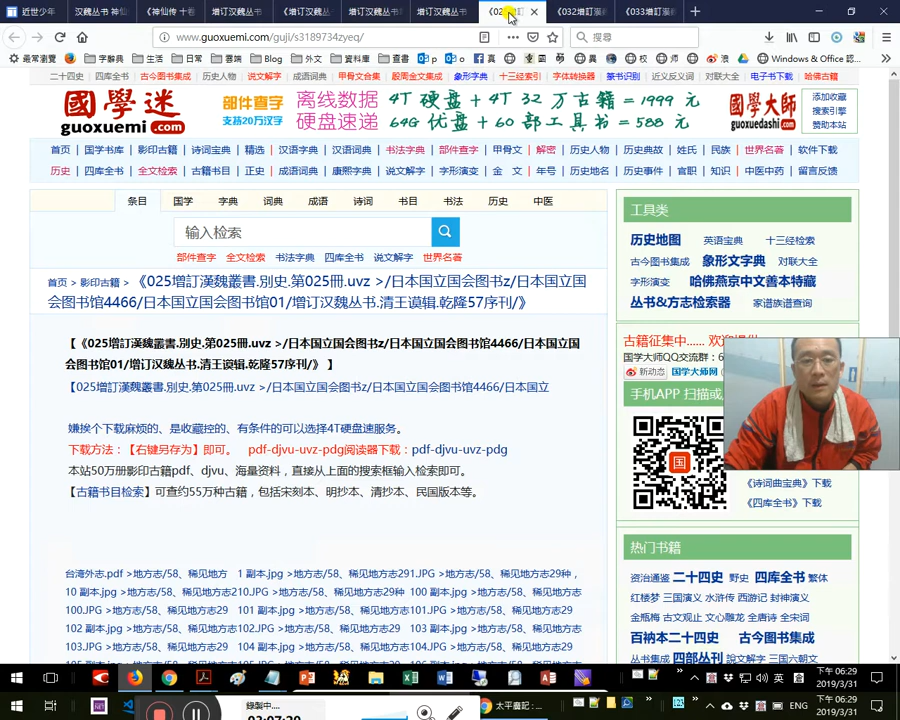 近世少年 汉魏丛书 神仙 《神仙传 十卷 增订汉魏丛书 《增订汉魏丛 增订汉魏丛书 增订汉魏丛书 《032增訂漢 《033增訂漢
www.guoxuemi.com/guji/s3189734zyeq/ 搜尋
最常瀏覽 字辭典 生活 日常 雲端 Blog 外文 資料庫 查書 Windows & Office 認...
二十四史 四库全书 古今图书集成 历史人物 说文解字 成语词典 甲骨文合集 殷周金文集成 象形文字 十三经索引 字体转换器 篆书识别 近义反义词 对联大全 电子书下载 哈佛古籍
國學迷
guoxuemi.com
部件查字
支持20万汉字
离线数据
硬盘速递
4T 硬盘 + 4T 32 万古籍 = 1999 元
64G 优盘 + 60 部工具书 = 588 元
國學大師
guoxuedashi.com
添加收藏
搜索引擎
赞助本站
首页 | 国学书库 | 影印古籍 | 诗词宝典 | 精选 | 汉语字典 | 汉语词典 | 书法字典 | 部件查字 | 甲骨文 | 解密 | 历史人物 | 历史典故 | 姓氏 | 民族 | 世界名著 | 软件下载
历史 | 四库全书 | 全文检索 | 古籍书目 | 正史 | 成语词典 | 康熙字典 | 说文解字 | 字形演变 | 金 文 | 年号 | 历史地名 | 历史事件 | 官职 | 知识 | 中医中药 | 留言反馈
条目 国学 字典 词典 成语 诗词 书目 书法 历史 中医
输入检索
部件查字 全文检索 书法字典 四库全书 说文解字 世界名著
首页 > 影印古籍 > 《025增訂漢魏叢書.別史.第025冊.uvz >/日本国立国会图书z/日本国立国
会图书馆4466/日本国立国会图书馆01/增订汉魏丛书.清王谟辑.乾隆57序刊/》
【《025增訂漢魏叢書.別史.第025冊.uvz >/日本国立国会图书z/日本国立国会图书馆4466/日本国
会图书馆01/增订汉魏丛书.清王谟辑.乾隆57序刊/》 】
【025增訂漢魏叢書.別史.第025冊.uvz >/日本国立国会图书z/日本国立国会图书馆4466/日本国立
嫌挨个下载麻烦的、是收藏控的、有条件的可以选择4T硬盘速服务。
下载方法：【右键另存为】即可。 pdf-djvu-uvz-pdg阅读器下载：pdf-djvu-uvz-pdg
本站50万册影印古籍pdf、djvu、海量资料，直接从上面的搜索框输入检索即可。
【古籍书目检索】可查约55万种古籍，包括宋刻本、明抄本、清抄本、民国版本等。
台湾外志.pdf >地方志/58、稀见地方 1 副本.jpg >地方志/58、稀见地方志291.JPG >地方志/58、稀见地方志29种，
10 副本.jpg >地方志/58、稀见地方志210.JPG >地方志/58、稀见地方志29种 100 副本.jpg >地方志/58、稀见地方志
100.JPG >地方志/58、稀见地方志29 101 副本.jpg >地方志/58、稀见地方志101.JPG >地方志/58、稀见地方志29
102 副本.jpg >地方志/58、稀见地方志102.JPG >地方志/58、稀见地方志29 103 副本.jpg >地方志/58、稀见地方志
103.JPG >地方志/58、稀见地方志29 104 副本.jpg >地方志/58、稀见地方志104.JPG >地方志/58、稀见地方志29
工具类
历史地图 英语宝典 十三经检索
古今图书集成 象形文字典 对联大全
字形演变 哈佛燕京中文善本特藏
丛书&方志检索器 家谱族谱查询
古籍征集中...... 欢迎
国学大师QQ交流群：6
新动态 国学大师网
手机APP 扫描或
国
《诗词曲宝典》下载
《四库全书》下载
热门书籍
资治通鉴 二十四史 野史 四库全书 繁体
红楼梦 三国演义 水浒传 西游记 封神演义
金瓶梅 古文观止 文心雕龙 全唐诗 全宋词
百衲本二十四史 古今图书集成
丛书集成 四部丛刊 說文解字 三国六朝文
英 下午 06:29
2019/3/31
錄製中...
03:07:20
太平廣記：...
ENG 下午 06:29
2019/3/31